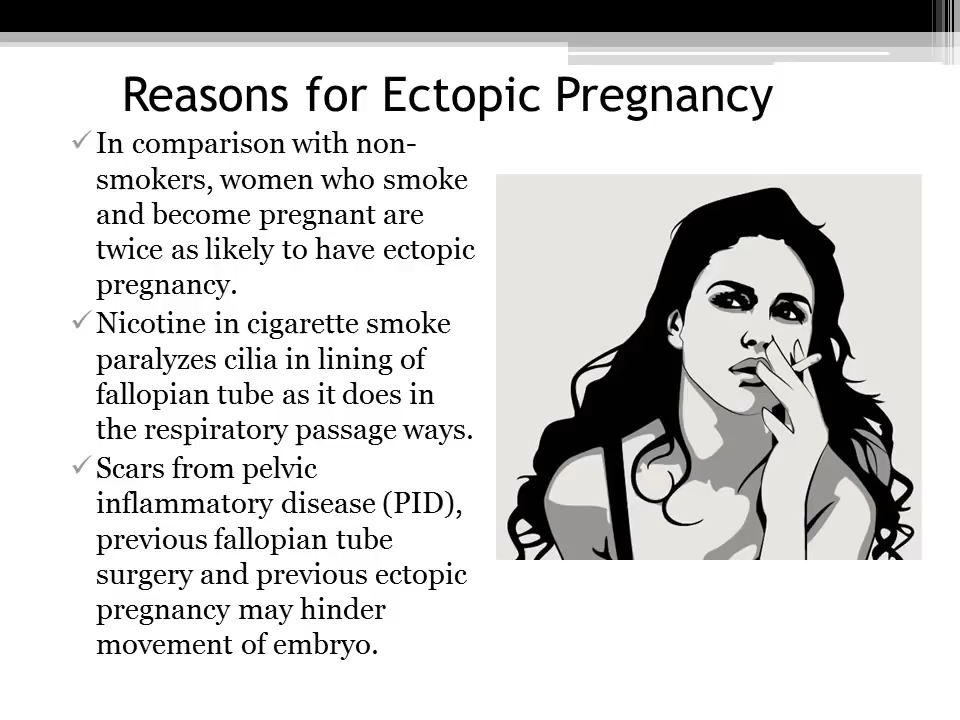 Reasons for Ectopic Pregnancy
In comparison with non-
smokers, women who smoke
and become pregnant are
twice as likely to have ectopic
pregnancy.
Nicotine in cigarette smoke
paralyzes cilia in lining of
fallopian tube as it does in
the respiratory passage ways.
Scars from pelvic
inflammatory disease (PID),
previous fallopian tube
surgery and previous ectopic
pregnancy may hinder
movement of embryo.